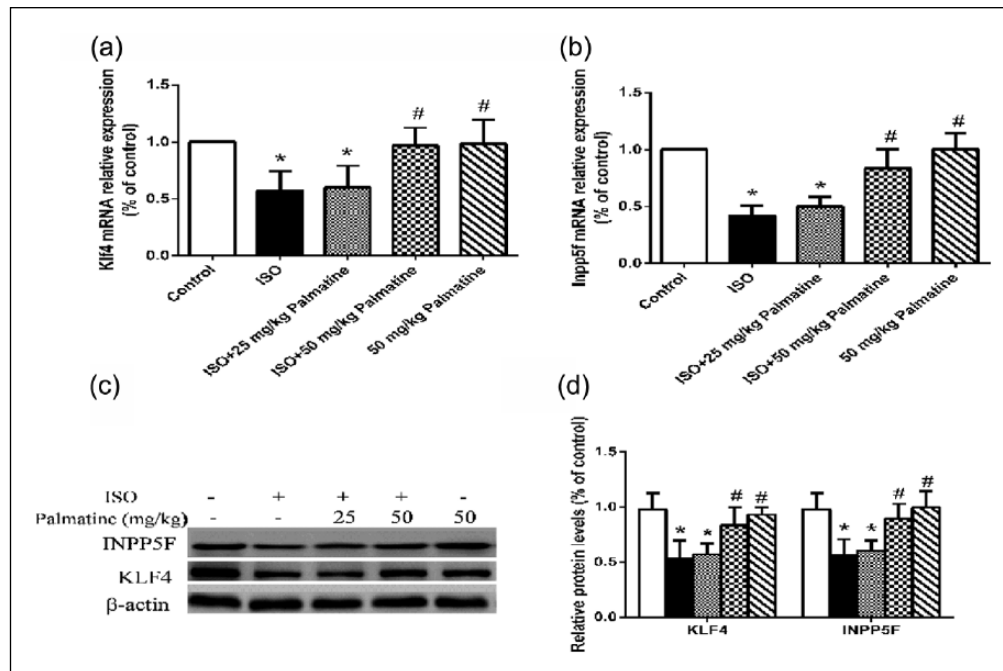 (a)
Klf4 mRNA relative expression
(% of control)
1.5
1.0
0.5
0.0
*
*
#
#
Control
ISO
ISO+25 mg/kg Palmatine
ISO+50 mg/kg Palmatine
50 mg/kg Palmatine
(b)
Inpp5f mRNA relative expression
(% of control)
1.5
1.0
0.5
0.0
*
*
#
#
Control
ISO
ISO+25 mg/kg Palmatine
ISO+50 mg/kg Palmatine
50 mg/kg Palmatine
(c)
ISO - + + + -
Palmatine (mg/kg) - - 25 50 50
INPP5F
KLF4
β-actin
(d)
Relative protein levels (% of control)
1.5
1.0
0.5
0.0
* * # #
* * # #
KLF4 INPP5F